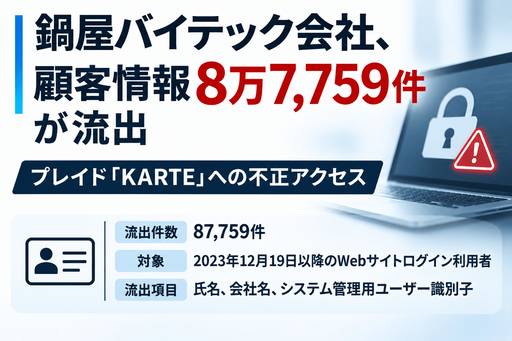 鍋屋バイテック会社、
顧客情報8万7,759件
が流出
プレイド「KARTE」への不正アクセス
流出件数 87,759件
対象 2023年12月19日以降のWebサイトログイン利用者
流出項目 氏名、会社名、システム管理用ユーザー識別子